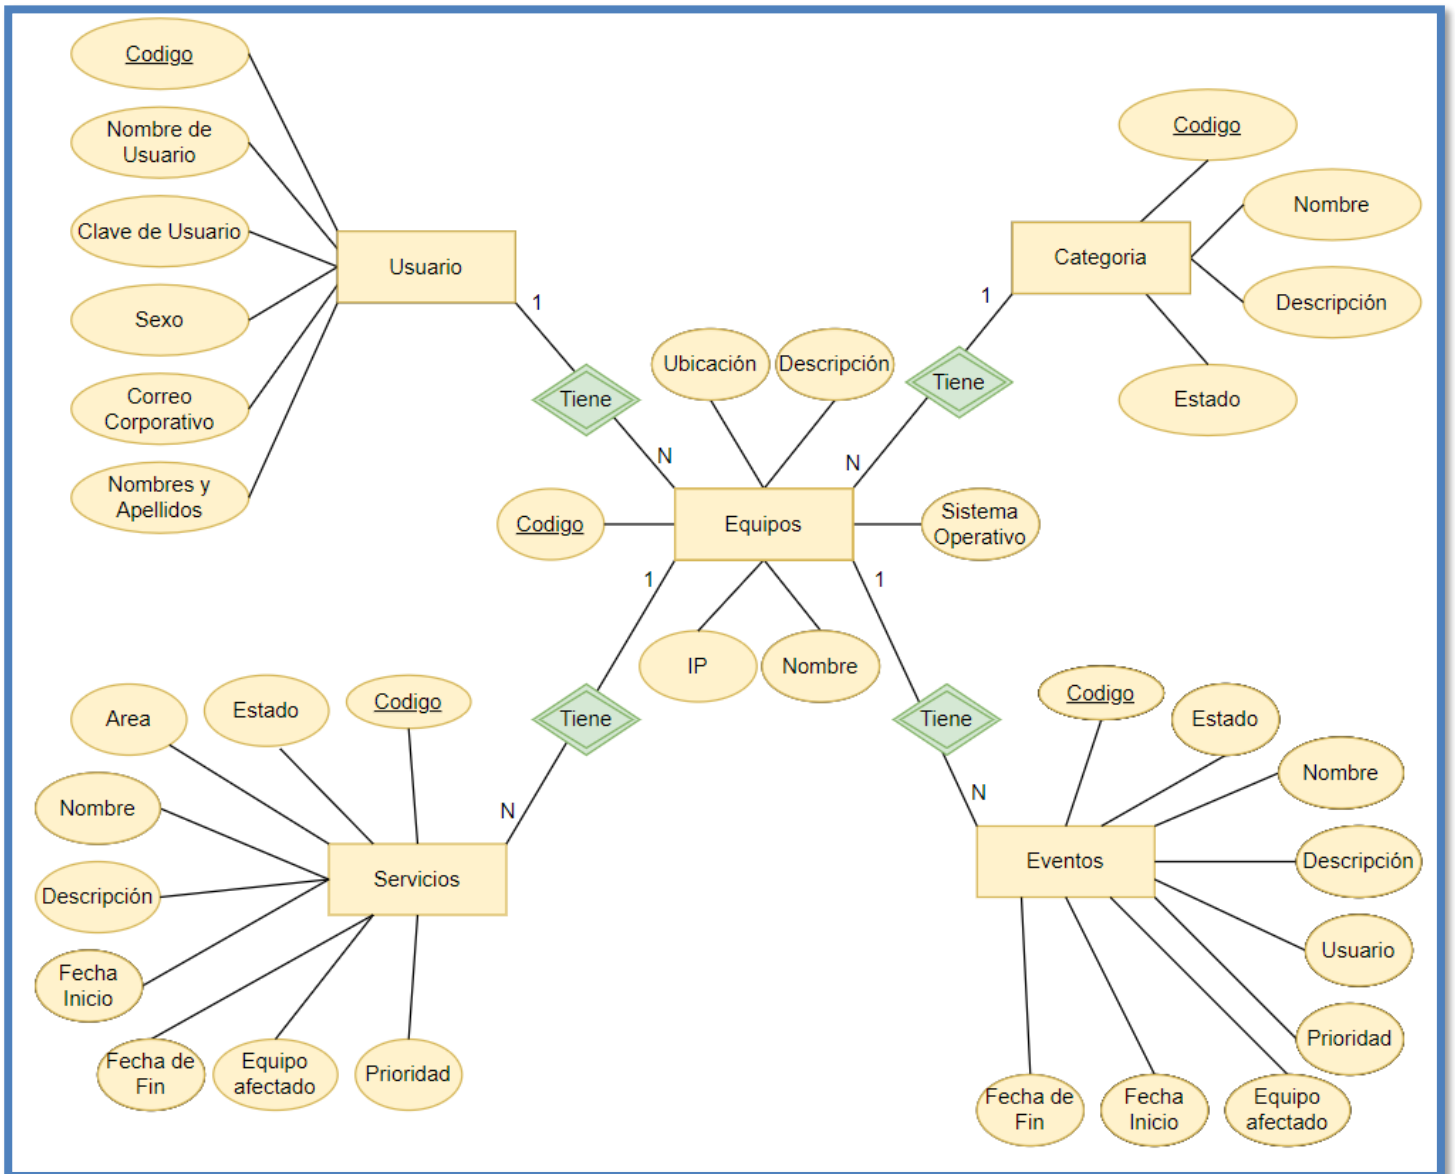 Codigo
Nombre de
Usuario
Clave de Usuario
Sexo
Correo
Corporativo
Nombres y
Apellidos
Usuario
1
Tiene
N
Codigo
Nombre
Descripción
Estado
Categoria
1
Tiene
N
Ubicación
Descripción
Codigo
Equipos
Sistema
Operativo
IP
Nombre
1
Tiene
N
1
Tiene
N
Area
Estado
Codigo
Nombre
Descripción
Fecha
Inicio
Fecha de
Fin
Equipo
afectado
Prioridad
Servicios
Codigo
Estado
Nombre
Descripción
Usuario
Prioridad
Equipo
afectado
Fecha
Inicio
Fecha de
Fin
Eventos